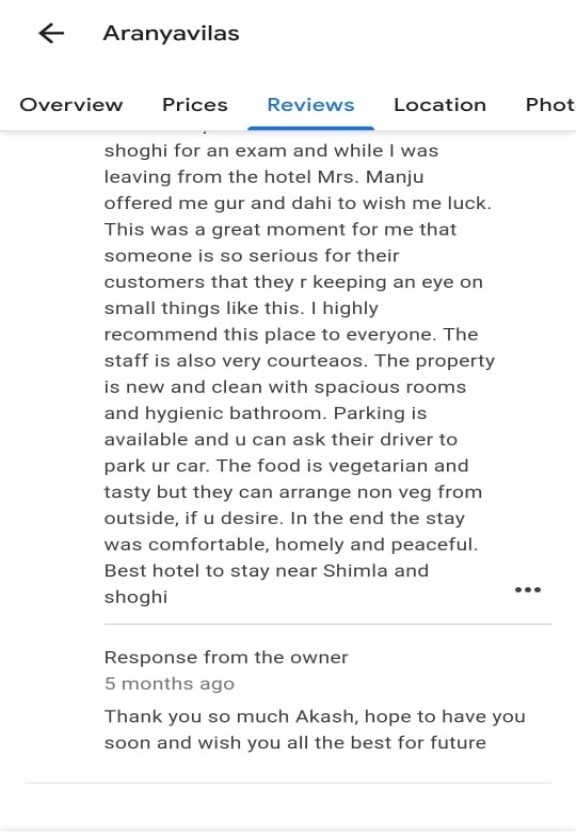 Aranyavilas
Overview Prices Reviews Location Phot
shoghi for an exam and while I was
leaving from the hotel Mrs. Manju
offered me gur and dahi to wish me luck.
This was a great moment for me that
someone is so serious for their
customers that they r keeping an eye on
small things like this. I highly
recommend this place to everyone. The
staff is also very courteaos. The property
is new and clean with spacious rooms
and hygienic bathroom. Parking is
available and u can ask their driver to
park ur car. The food is vegetarian and
tasty but they can arrange non veg from
outside, if u desire. In the end the stay
was comfortable, homely and peaceful.
Best hotel to stay near Shimla and
shoghi
Response from the owner
5 months ago
Thank you so much Akash, hope to have you
soon and wish you all the best for future